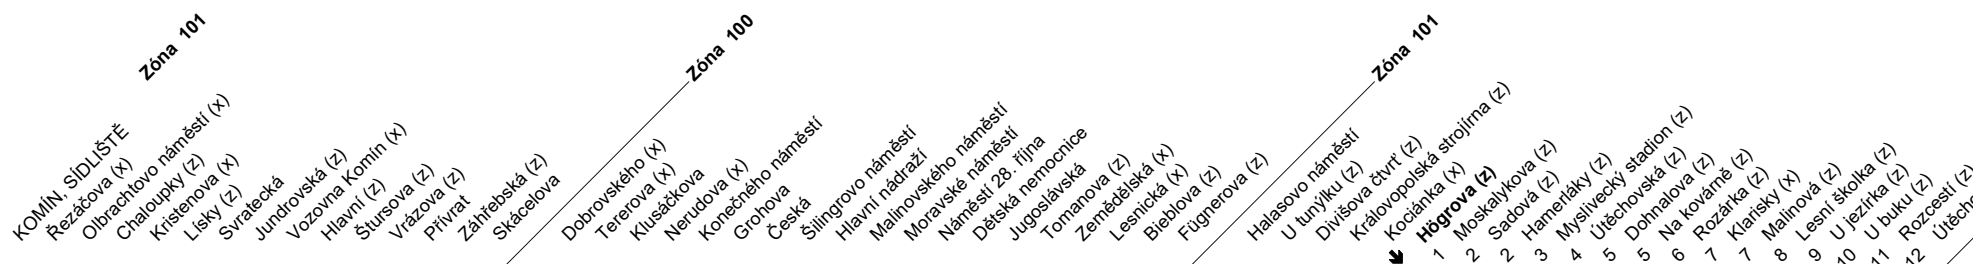 Zóna 101
KOMÍN, SÍDLIŠTĚ
Řezáčova (x)
Olbrachtovo náměstí (x)
Chaloupky (z)
Kristenova (x)
Lísky (z)
Svratecká
Jundrovská (z)
Vozovna Komín (x)
Hlavní (z)
Štursova (z)
Vrázova (z)
Přívrat
Záhřebská (z)
Skácelova
Zóna 100
Dobrovského (x)
Tererova (x)
Klusáčkova
Nerudova (x)
Konečného náměstí
Grohova
Česká
Šilingrovo náměstí
Hlavní nádraží
Malinovského náměstí
Moravské náměstí
Náměstí 28. října
Dětská nemocnice
Jugoslávská
Tomanova (z)
Zemědělská (x)
Lesnická (x)
Bieblova (z)
Fügnerova (z)
Zóna 101
Halasovo náměstí
U tunýlku (z)
Divišova čtvrť (z)
Královopolská strojírna (z)
Kociánka (x)
Högrova (z)
1 Moskalykova (z)
2 Sadová (z)
2 Hamerláky (z)
3 Myslivecký stadion (z)
4 Útěchovská (z)
5 Dohnalova (z)
5 Na kovárně (z)
6 Rozárka (z)
7 Klarisky (x)
7 Malinová (z)
8 Lesní školka (z)
9 U jezírka (z)
10 U buku (z)
11 Rozcestí (z)
12